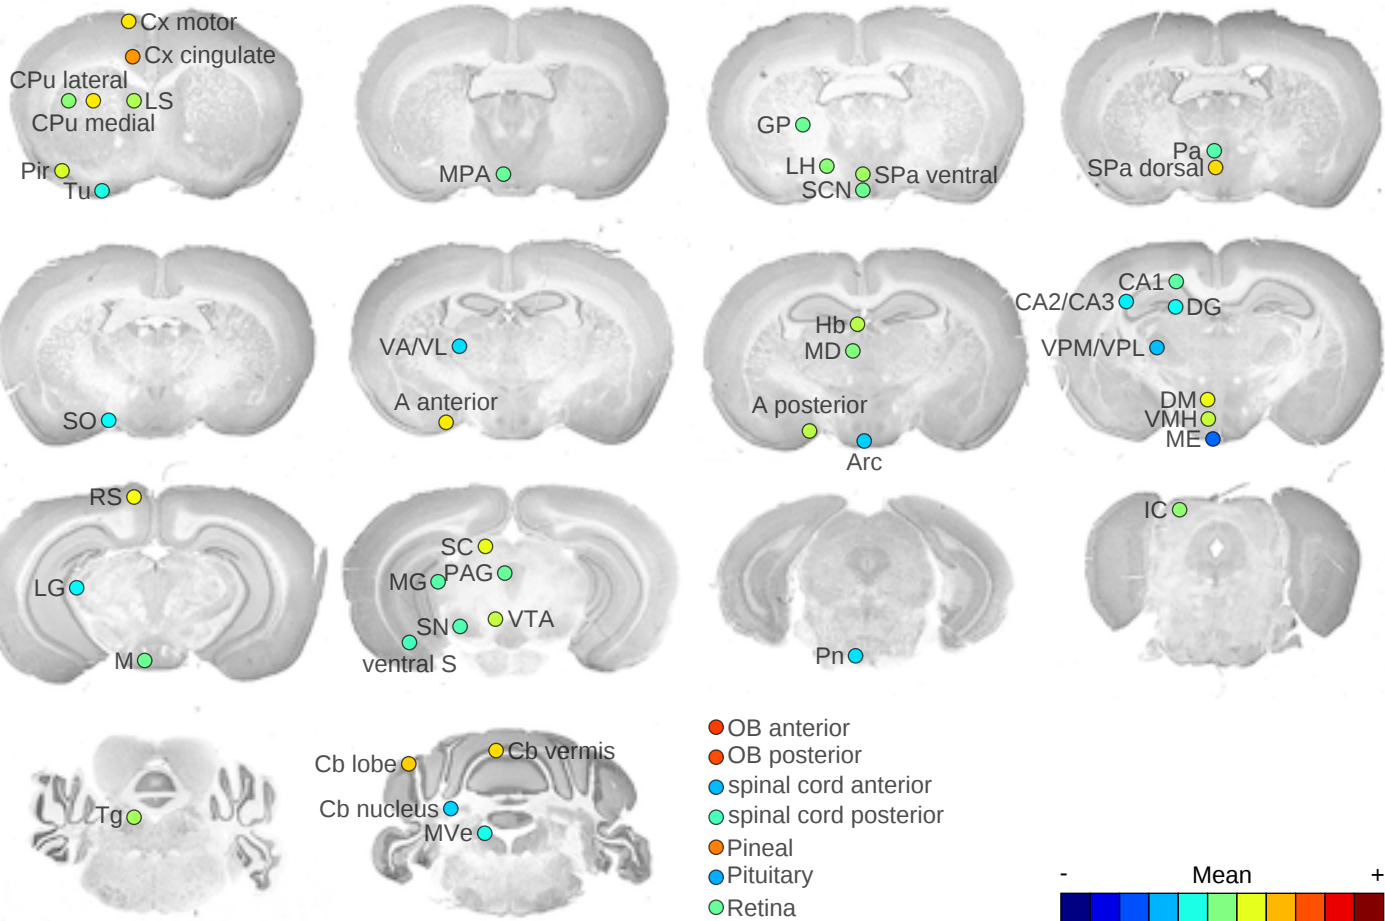 Cx motor
Cx cingulate
CPu lateral
LS
CPu medial
Pir
Tu
MPA
GP
LH
SPa ventral
SCN
Pa
SPa dorsal
SO
VA/VL
A anterior
Hb
MD
A posterior
Arc
CA1
CA2/CA3
DG
VPM/VPL
DM
VMH
ME
RS
LG
M
SC
MG
PAG
SN
VTA
ventral S
Pn
IC
Tg
Cb lobe
Cb vermis
Cb nucleus
MVe
OB anterior
OB posterior
spinal cord anterior
spinal cord posterior
Pineal
Pituitary
Retina
- Mean +